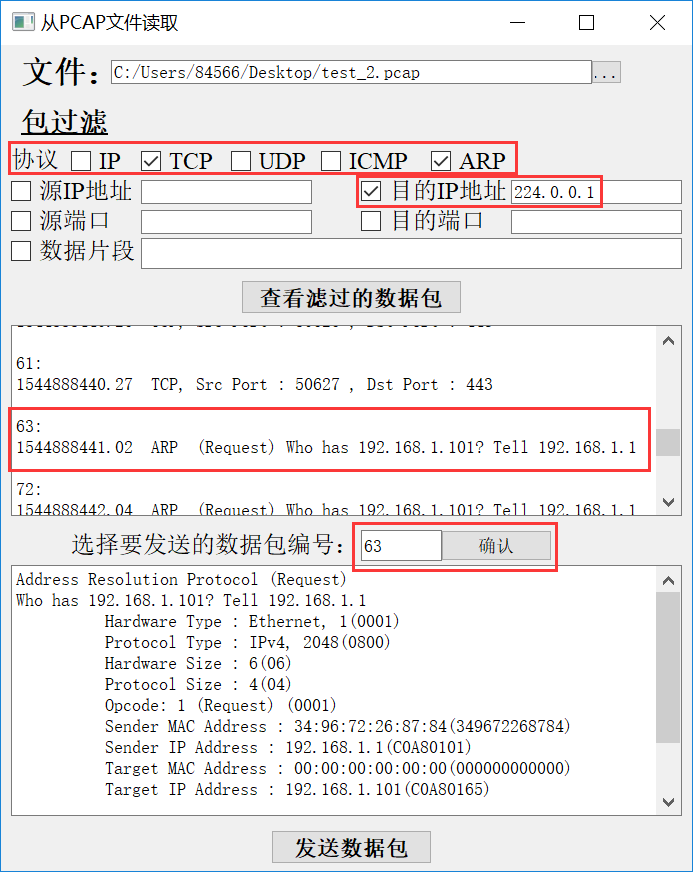 从PCAP文件读取
文件： C:/Users/84566/Desktop/test_2.pcap ...
包过滤
协议 IP TCP UDP ICMP ARP
源IP地址 目的IP地址 224.0.0.1
源端口 目的端口
数据片段
查看滤过的数据包
61:
1544888440.27 TCP, Src Port : 50627 , Dst Port : 443
63:
1544888441.02 ARP (Request) Who has 192.168.1.101? Tell 192.168.1.1
72:
1544888442.04 ARP (Request) Who has 192.168.1.101? Tell 192.168.1.1
选择要发送的数据包编号： 63 确认
Address Resolution Protocol (Request)
Who has 192.168.1.101? Tell 192.168.1.1
Hardware Type : Ethernet, 1(0001)
Protocol Type : IPv4, 2048(0800)
Hardware Size : 6(06)
Protocol Size : 4(04)
Opcode: 1 (Request) (0001)
Sender MAC Address : 34:96:72:26:87:84(349672268784)
Sender IP Address : 192.168.1.1(C0A80101)
Target MAC Address : 00:00:00:00:00:00(000000000000)
Target IP Address : 192.168.1.101(C0A80165)
发送数据包